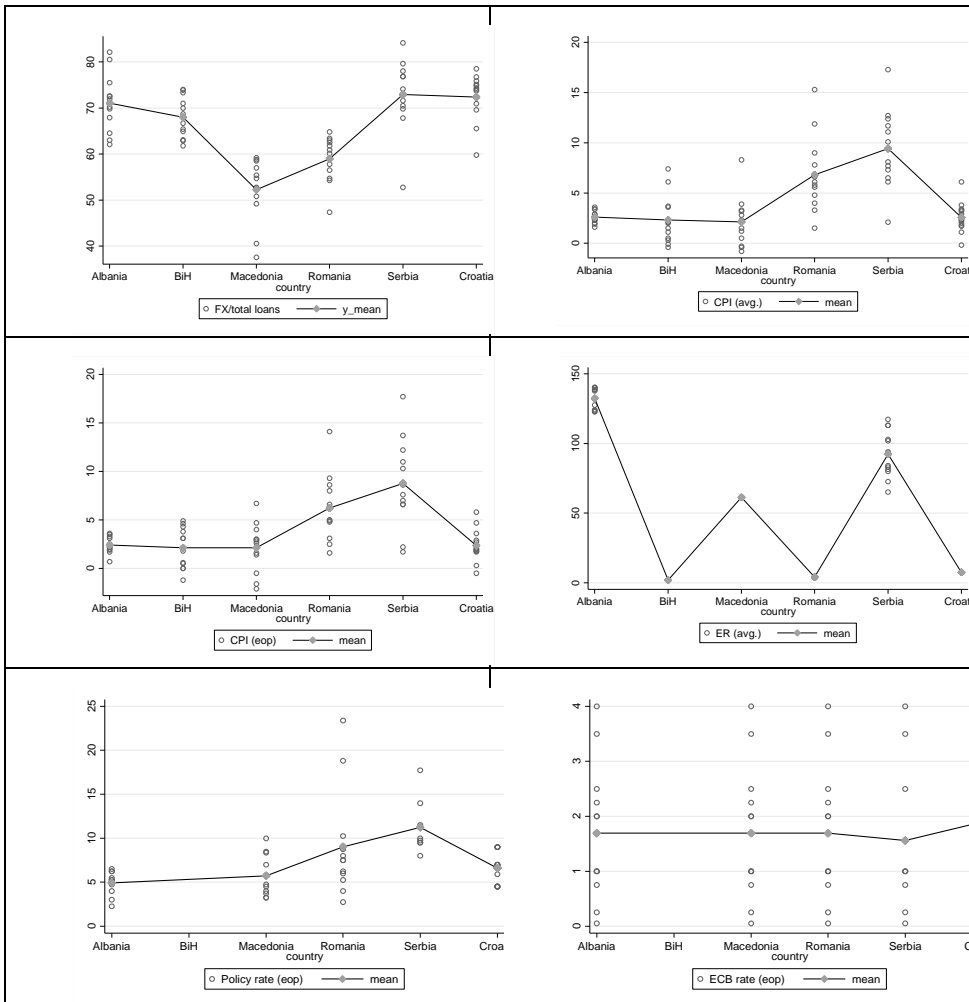 80
70
60
50
40
Albania BiH Macedonia Romania Serbia Croatia
country
FX/total loans y_mean
20
15
10
5
0
Albania BiH Macedonia Romania Serbia Croatia
country
CPI (avg.) mean
20
15
10
5
0
Albania BiH Macedonia Romania Serbia Croatia
country
CPI (eop) mean
150
100
50
0
Albania BiH Macedonia Romania Serbia Croati
country
ER (avg.) mean
25
20
15
10
5
0
Albania BiH Macedonia Romania Serbia Croa
country
Policy rate (eop) mean
4
3
2
1
0
Albania BiH Macedonia Romania Serbia C
country
ECB rate (eop) mean